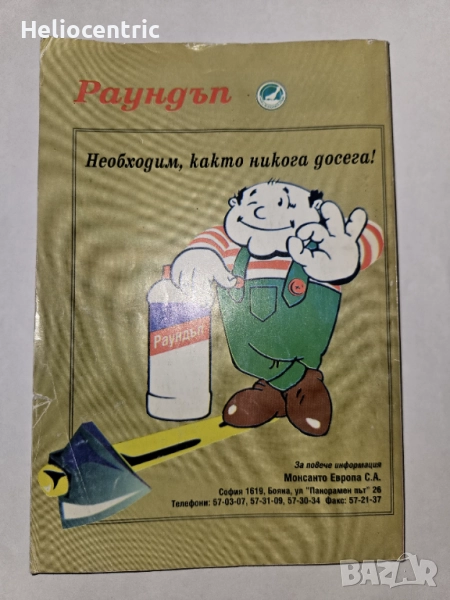 Heliocentric
Раундъп
Необходим, както никога досега!
Раундъп
За повече информация
Монсанто Европа С.А.
София 1619, Бояна, ул "Панорамен път" 26
Телефони: 57-03-07, 57-31-09, 57-30-34 Факс: 57-21-37
BAZAR